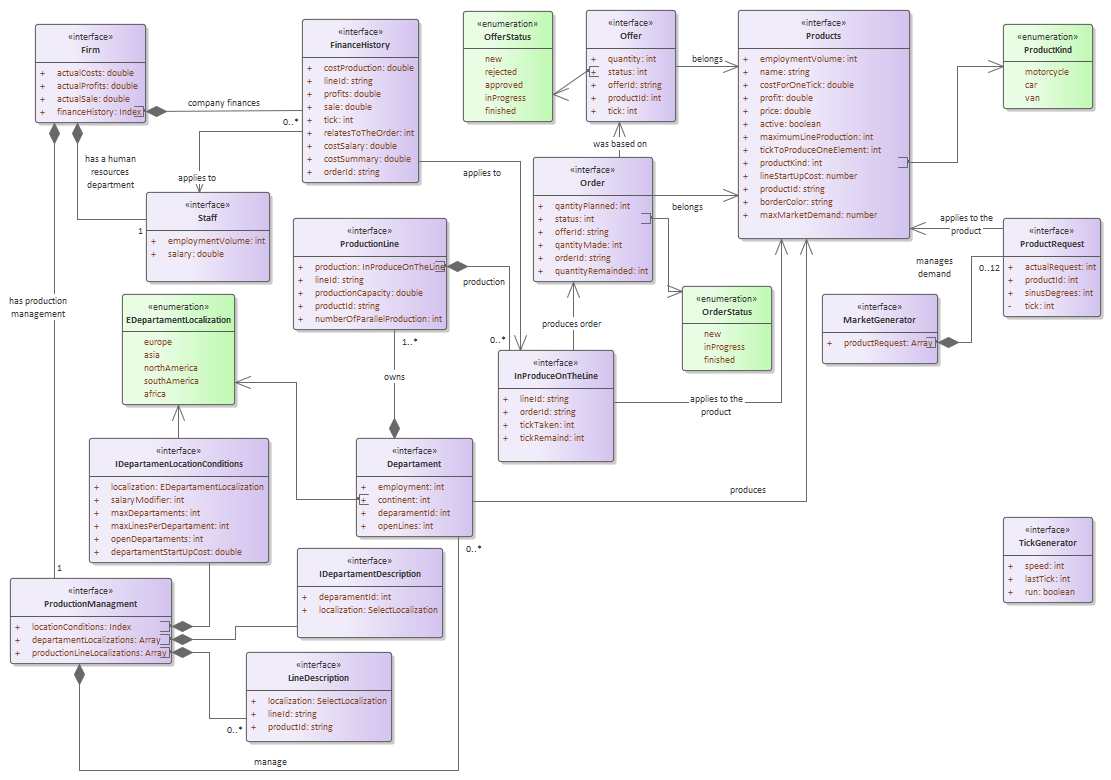 «interface»
Firm
+ actualCosts: double
+ actualProfits: double
+ actualSale: double
+ financeHistory: Index
«interface»
FinanceHistory
+ costProduction: double
+ lineId: string
+ profits: double
+ sale: double
+ tick: int
+ relatesToTheOrder: int
+ costSalary: double
+ costSummary: double
+ orderId: string
«enumeration»
OfferStatus
new
rejected
approved
inProgress
finished
«interface»
Offer
+ quantity: int
+ status: int
+ offerId: string
+ productId: int
+ tick: int
«interface»
Products
+ employmentVolume: int
+ name: string
+ costForOneTick: double
+ profit: double
+ price: double
+ active: boolean
+ maximumLineProduction: int
+ tickToProduceOneElement: int
+ productKind: int
+ lineStartUpCost: number
+ productId: string
+ borderColor: string
+ maxMarketDemand: number
«enumeration»
ProductKind
motorcycle
car
van
company finances
0..*
belongs
was based on
has a human
resources
department
applies to
applies to
1
«interface»
Staff
+ employmentVolume: int
+ salary: double
«interface»
Order
+ qantityPlanned: int
+ status: int
+ offerId: string
+ qantityMade: int
+ orderId: string
+ quantityRemainded: int
belongs
«interface»
ProductionLine
+ production: InProduceOnTheLine
+ lineId: string
+ productionCapacity: double
+ productId: string
+ numberOfParallelProduction: int
production
0..*
1..*
owns
applies to the
product
«interface»
ProductRequest
+ actualRequest: int
+ productId: int
+ sinusDegrees: int
- tick: int
manages
demand
0..12
«interface»
MarketGenerator
+ productRequest: Array
«enumeration»
OrderStatus
new
inProgress
finished
produces order
has production
management
«enumeration»
EDepartamentLocalization
europe
asia
northAmerica
southAmerica
africa
«interface»
InProduceOnTheLine
+ lineId: string
+ orderId: string
+ tickTaken: int
+ tickRemaind: int
applies to the
product
«interface»
IDepartamenLocationConditions
+ localization: EDepartamentLocalization
+ salaryModifier: int
+ maxDepartaments: int
+ maxLinesPerDepartament: int
+ openDepartaments: int
+ departamentStartUpCost: double
«interface»
Departament
+ employment: int
+ continent: int
+ deparamentId: int
+ openLines: int
produces
0..*
«interface»
TickGenerator
+ speed: int
+ lastTick: int
+ run: boolean
1
«interface»
ProductionManagment
+ locationConditions: Index
+ departamentLocalizations: Array
+ productionLineLocalizations: Array
«interface»
IDepartamentDescription
+ deparamentId: int
+ localization: SelectLocalization
«interface»
LineDescription
+ localization: SelectLocalization
+ lineId: string
+ productId: string
0..*
manage